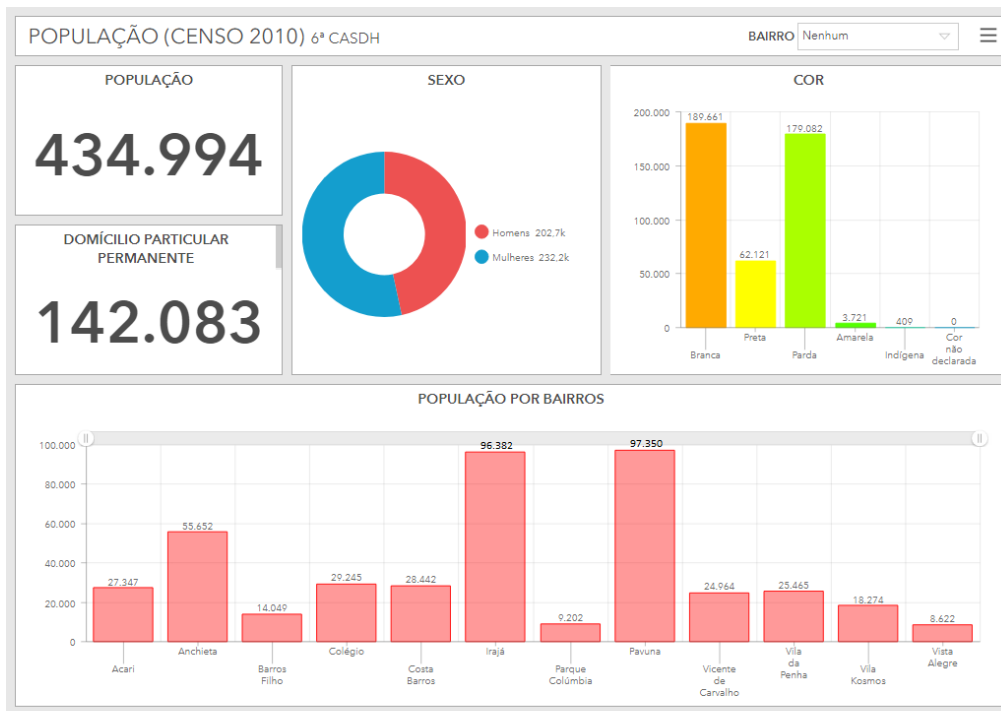 POPULAÇÃO (CENSO 2010) 6ª CASDH
BAIRRO Nenhum
POPULAÇÃO
434.994
DOMÍCILIO PARTICULAR
PERMANENTE
142.083
SEXO
Homens 202,7k
Mulheres 232,2k
COR
200.000
150.000
100.000
50.000
0
189.661
62.121
179.082
3.721
409
0
Branca
Preta
Parda
Amarela
Indígena
Cor
não
declarada
POPULAÇÃO POR BAIRROS
100.000
80.000
60.000
40.000
20.000
0
27.347
55.652
14.049
29.245
28.442
96.382
9.202
97.350
24.964
25.465
18.274
8.622
Acari
Anchieta
Barros
Filho
Colégio
Costa
Barros
Irajá
Parque
Colúmbia
Pavuna
Vicente
de
Carvalho
Vila
da
Penha
Vila
Kosmos
Vista
Alegre